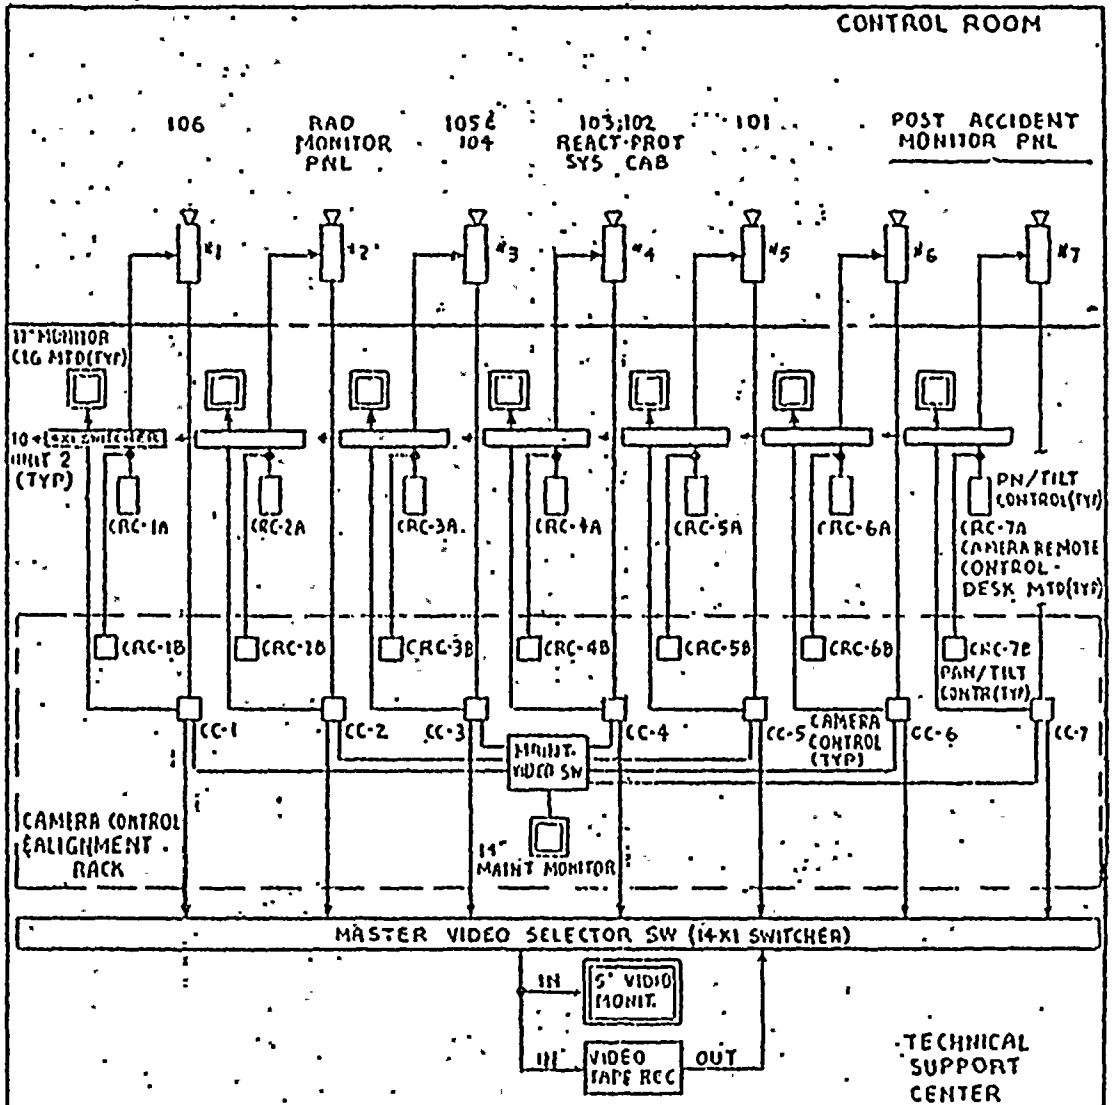 CONTROL ROOM
106
RAD
MONITOR
PNL
105 &
104
103;102
REACT·PROT
SYS CAB
101
POST ACCIDENT
MONITOR PNL
#1
#2
#3
#4
#5
#6
#7
MONITOR
CLG MTD(TYP)
4X1 SWITCHER
UNIT 2
(TYP)
CRC-1A
CRC-2A
CRC-3A
CRC-4A
CRC-5A
CRC-6A
PN/TILT
CONTROL(TYP)
CRC-7A
CAMERA REMOTE
CONTROL-
DESK MTD(TYP)
CRC-1B
CRC-2B
CRC-3B
CRC-4B
CRC-5B
CRC-6B
CRC-7B
PAN/TILT
CONTR(TYP)
CC-1
CC-2
CC-3
CC-4
CC-5
CC-6
CC-7
CAMERA
CONTROL
(TYP)
MAINT.
VIDEO SW
CAMERA CONTROL
&ALIGNMENT
RACK
MAINT MONITOR
MASTER VIDEO SELECTOR SW (14X1 SWITCHER)
IN
5" VIDIO
MONIT.
IN
VIDEO
TAPE REC
OUT
TECHNICAL
SUPPORT
CENTER